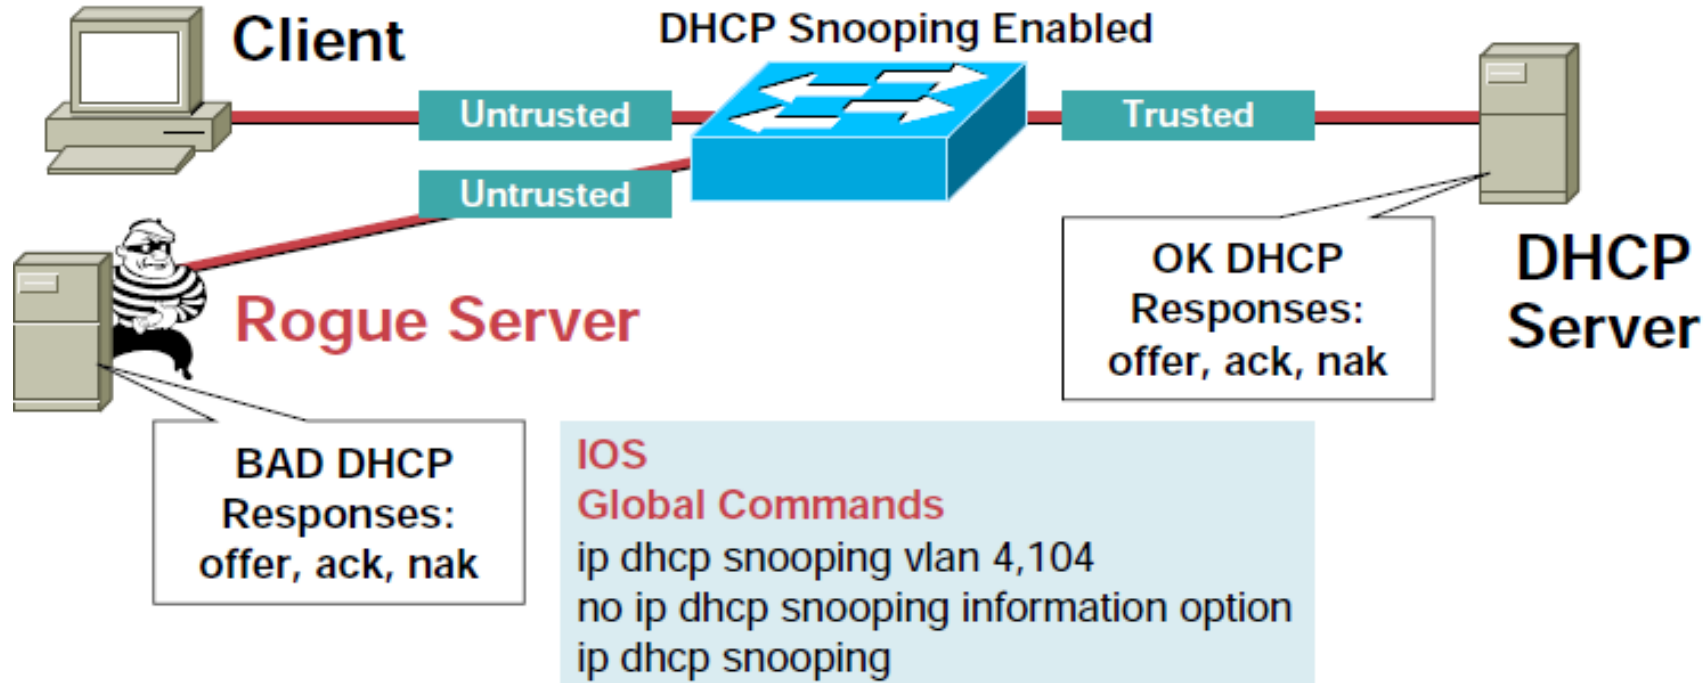 Client
DHCP Snooping Enabled
Untrusted
Trusted
Untrusted
Rogue Server
OK DHCP
Responses:
offer, ack, nak
DHCP
Server
BAD DHCP
Responses:
offer, ack, nak
IOS
Global Commands
ip dhcp snooping vlan 4,104
no ip dhcp snooping information option
ip dhcp snooping